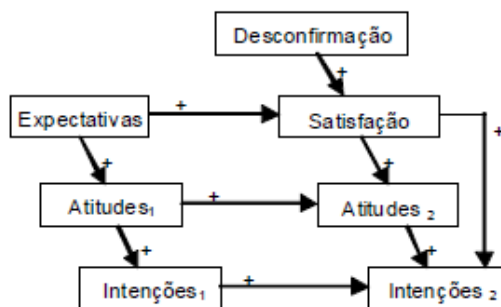 Desconfirmação
+
Expectativas
+
Satisfação
+
+
+
Atitudes₁
+
Atitudes ₂
+
+
Intenções₁
+
Intenções ₂